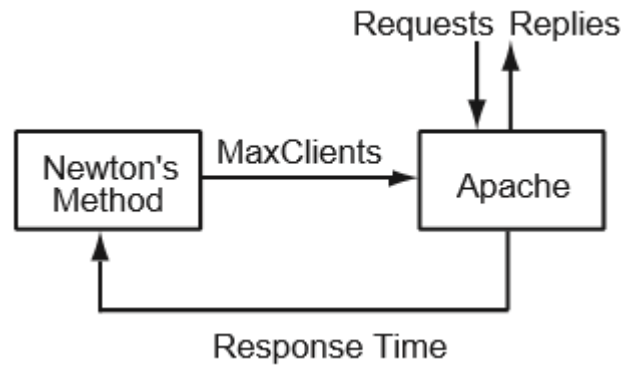 Requests Replies
Newton's
Method
MaxClients
Apache
Response Time